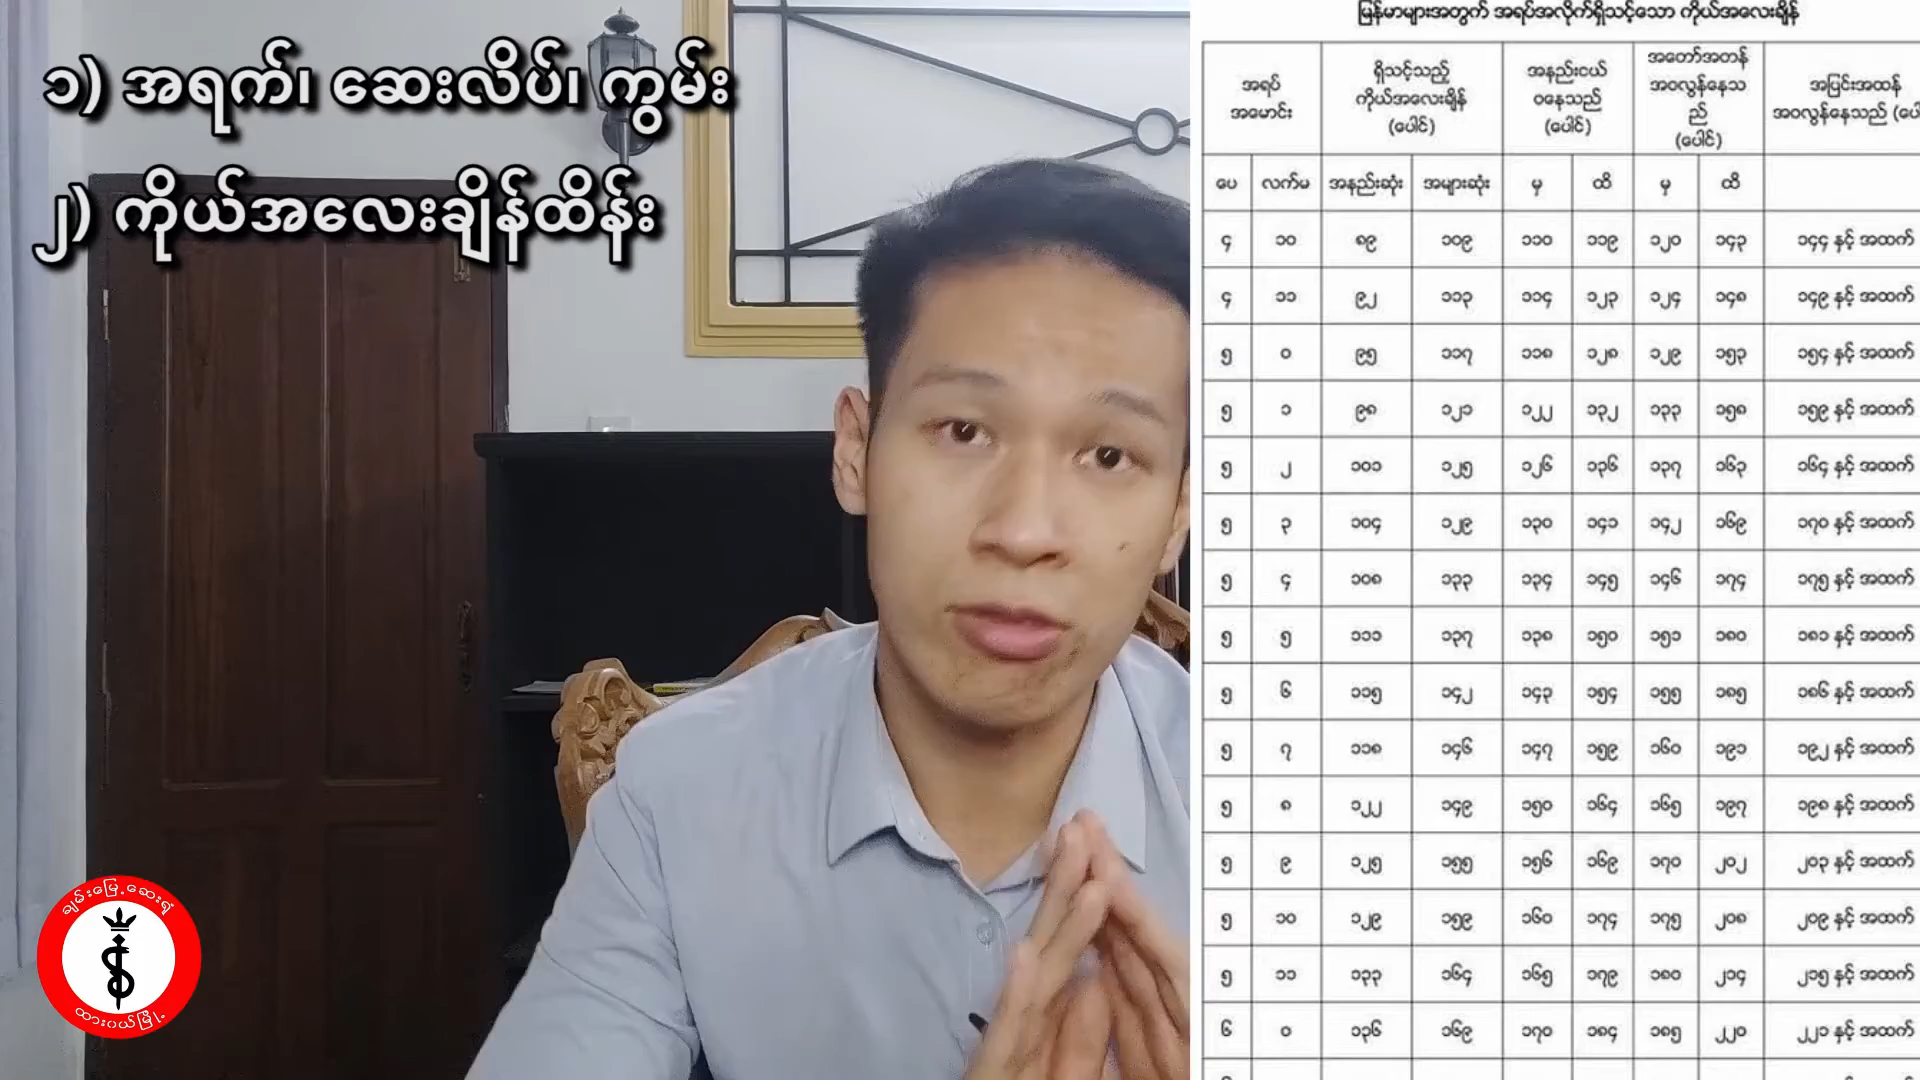 ၁) အရက်၊ ဆေးလိပ်၊ ကွမ်း
၂) ကိုယ်အလေးချိန်ထိန်း
မြန်မာများအတွက် အရပ်အလိုက်ရှိသင့်သော ကိုယ်အလေးချိန်
အရပ်
အမောင်း
ရှိသင့်သည့်
ကိုယ်အလေးချိန်
(ပေါင်)
အနည်းငယ်
ဝနေသည်
(ပေါင်)
အတော်အတန်
အဝလွန်နေသ
ည်
(ပေါင်)
အပြင်းအထန်
အဝလွန်နေသည်
ပေ လက်မ အနည်းဆုံး အများဆုံး မှ ထိ မှ ထိ
၄ ၁၀ ၈၉ ၁၀၉ ၁၁၀ ၁၁၉ ၁၂၀ ၁၄၃ ၁၄၄ နှင့် အထက်
၄ ၁၁ ၉၂ ၁၁၃ ၁၁၄ ၁၂၃ ၁၂၄ ၁၄၈ ၁၄၉ နှင့် အထက်
၅ ၀ ၉၅ ၁၁၇ ၁၁၈ ၁၂၈ ၁၂၉ ၁၅၃ ၁၅၄ နှင့် အထက်
၅ ၁ ၉၈ ၁၂၁ ၁၂၂ ၁၃၂ ၁၃၃ ၁၅၈ ၁၅၉ နှင့် အထက်
၅ ၂ ၁၀၁ ၁၂၅ ၁၂၆ ၁၃၆ ၁၃၇ ၁၆၃ ၁၆၄ နှင့် အထက်
၅ ၃ ၁၀၄ ၁၂၉ ၁၃၀ ၁၄၁ ၁၄၂ ၁၆၉ ၁၇၀ နှင့် အထက်
၅ ၄ ၁၀၈ ၁၃၃ ၁၃၄ ၁၄၅ ၁၄၆ ၁၇၄ ၁၇၅ နှင့် အထက်
၅ ၅ ၁၁၁ ၁၃၇ ၁၃၈ ၁၅၀ ၁၅၁ ၁၈၀ ၁၈၁ နှင့် အထက်
၅ ၆ ၁၁၅ ၁၄၂ ၁၄၃ ၁၅၄ ၁၅၅ ၁၈၅ ၁၈၆ နှင့် အထက်
၅ ၇ ၁၁၈ ၁၄၆ ၁၄၇ ၁၅၉ ၁၆၀ ၁၉၁ ၁၉၂ နှင့် အထက်
၅ ၈ ၁၂၂ ၁၄၉ ၁၅၀ ၁၆၄ ၁၆၅ ၁၉၇ ၁၉၈ နှင့် အထက်
၅ ၉ ၁၂၅ ၁၅၅ ၁၅၆ ၁၆၉ ၁၇၀ ၂၀၂ ၂၀၃ နှင့် အထက်
၅ ၁၀ ၁၂၉ ၁၅၉ ၁၆၀ ၁၇၄ ၁၇၅ ၂၀၈ ၂၀၉ နှင့် အထက်
၅ ၁၁ ၁၃၃ ၁၆၄ ၁၆၅ ၁၇၉ ၁၈၀ ၂၁၄ ၂၁၅ နှင့် အထက်
၆ ၀ ၁၃၆ ၁၆၉ ၁၇၀ ၁၈၄ ၁၈၅ ၂၂၀ ၂၂၁ နှင့် အထက်
ချမ်းမြေ့ဆေးရုံ
ထားဝယ်မြို့